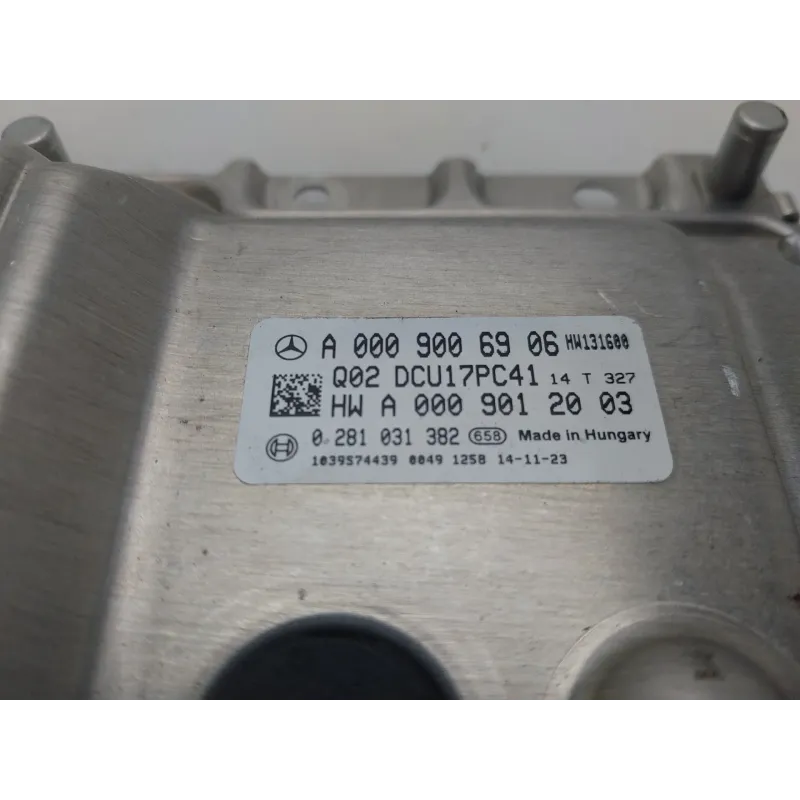 A 000 900 69 06 HW131600
Q02 DCU17PC41 14 T 327
HW A 000 901 20 03
0 281 031 382 658 Made in Hungary
1039S74439 0049 1258 14-11-23